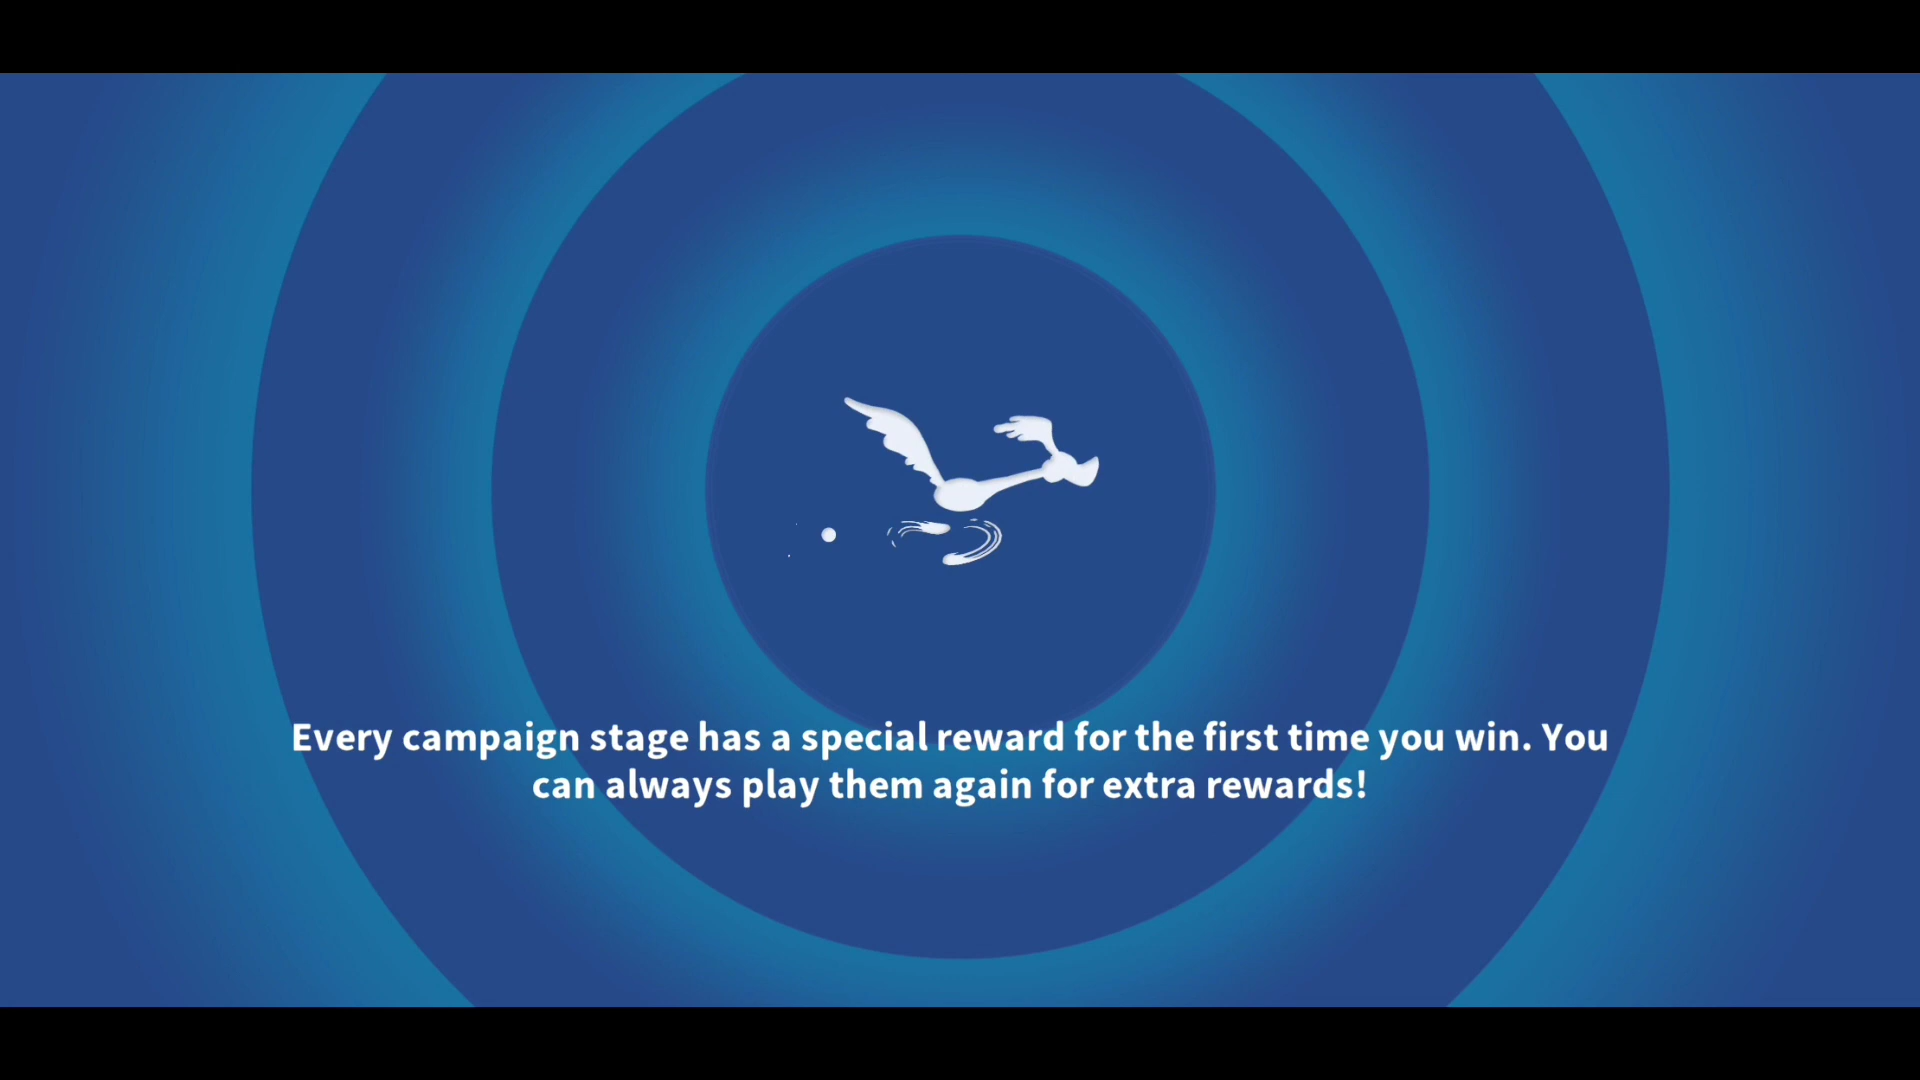 Every campaign stage has a special reward for the first time you win. You
can always play them again for extra rewards!